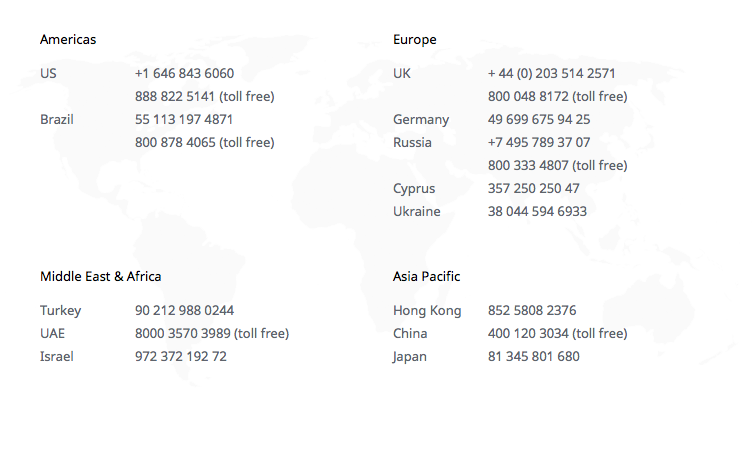 Americas
US +1 646 843 6060
888 822 5141 (toll free)
Brazil 55 113 197 4871
800 878 4065 (toll free)
Europe
UK + 44 (0) 203 514 2571
800 048 8172 (toll free)
Germany 49 699 675 94 25
Russia +7 495 789 37 07
800 333 4807 (toll free)
Cyprus 357 250 250 47
Ukraine 38 044 594 6933
Middle East & Africa
Turkey 90 212 988 0244
UAE 8000 3570 3989 (toll free)
Israel 972 372 192 72
Asia Pacific
Hong Kong 852 5808 2376
China 400 120 3034 (toll free)
Japan 81 345 801 680